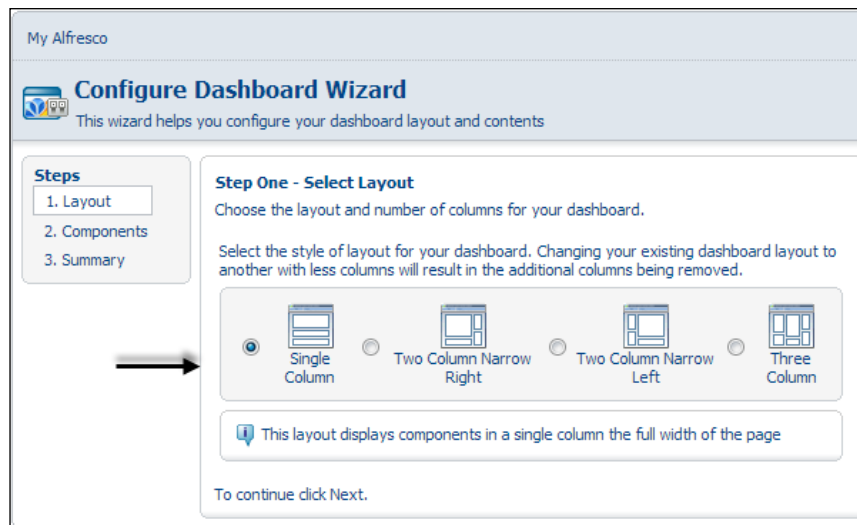 My Alfresco
Configure Dashboard Wizard
This wizard helps you configure your dashboard layout and contents
Steps
1. Layout
2. Components
3. Summary
Step One - Select Layout
Choose the layout and number of columns for your dashboard.
Select the style of layout for your dashboard. Changing your existing dashboard layout to
another with less columns will result in the additional columns being removed.
Single
Column
Two Column Narrow
Right
Two Column Narrow
Left
Three
Column
This layout displays components in a single column the full width of the page
To continue click Next.